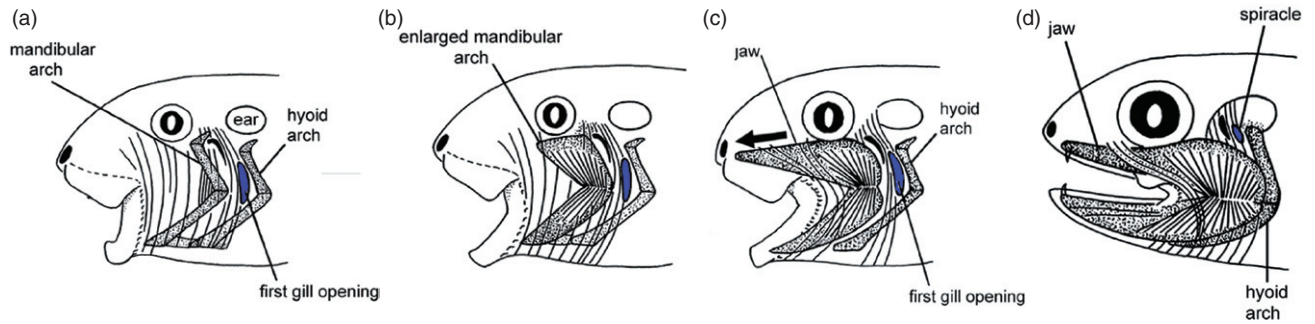 (a)
mandibular
arch
ear
hyoid
arch
first gill opening
(b)
enlarged mandibular
arch
(c)
jaw
hyoid
arch
first gill opening
(d)
jaw
spiracle
hyoid
arch